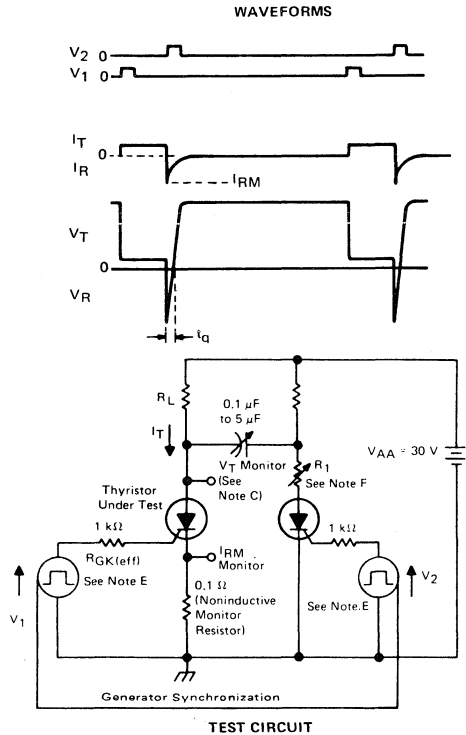 WAVEFORMS
V2 0
V1 0
IT
0
IR
IRM
VT
0
VR
tq
RL
0.1 µF
to 5 µF
IT
VT Monitor
(See
Note C)
R1
See Note F
VAA = 30 V
Thyristor
Under Test
1 kΩ
1 kΩ
RGK(eff)
See Note E
IRM
Monitor
0.1 Ω
(Noninductive
Monitor
Resistor)
V1
V2
See Note.E
Generator Synchronization
TEST CIRCUIT